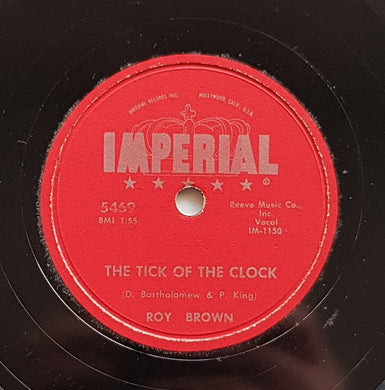 IMPERIAL RECORDS INC. HOLLYWOOD, CALIF., U.S.A.
IMPERIAL
5469
BMI 1:55
Reeve Music Co.,
Inc.
Vocal
IM-1150
THE TICK OF THE CLOCK
(D. Bartholomew & P. King)
ROY BROWN